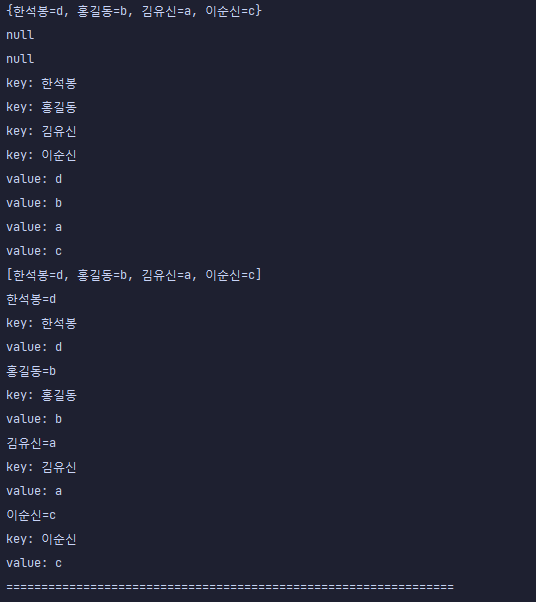 {한석봉=d, 홍길동=b, 김유신=a, 이순신=c}
null
null
key: 한석봉
key: 홍길동
key: 김유신
key: 이순신
value: d
value: b
value: a
value: c
[한석봉=d, 홍길동=b, 김유신=a, 이순신=c]
한석봉=d
key: 한석봉
value: d
홍길동=b
key: 홍길동
value: b
김유신=a
key: 김유신
value: a
이순신=c
key: 이순신
value: c
================================================================